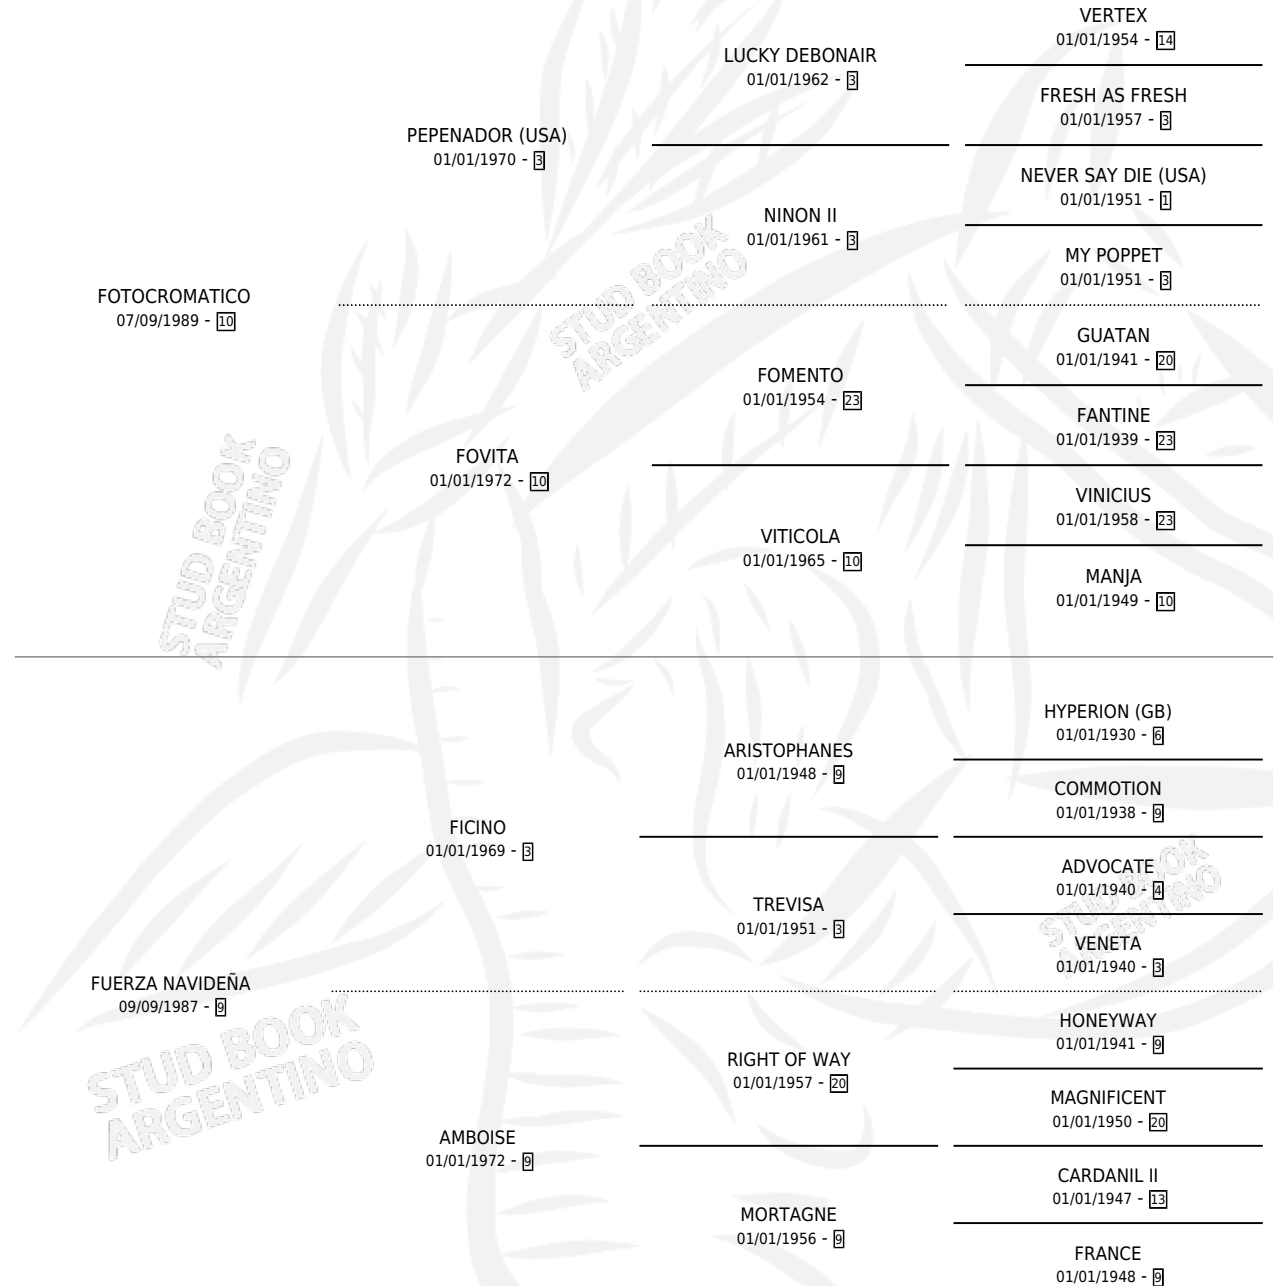 VERTEX
01/01/1954 - 14
LUCKY DEBONAIR
01/01/1962 - 3
FRESH AS FRESH
01/01/1957 - 3
PEPENADOR (USA)
01/01/1970 - 3
NEVER SAY DIE (USA)
01/01/1951 - 1
NINON II
01/01/1961 - 3
MY POPPET
01/01/1951 - 3
FOTOCROMATICO
07/09/1989 - 10
GUATAN
01/01/1941 - 20
FOMENTO
01/01/1954 - 23
FANTINE
01/01/1939 - 23
FOVITA
01/01/1972 - 10
VINICIUS
01/01/1958 - 23
VITICOLA
01/01/1965 - 10
MANJA
01/01/1949 - 10
HYPERION (GB)
01/01/1930 - 6
ARISTOPHANES
01/01/1948 - 9
COMMOTION
01/01/1938 - 9
FICINO
01/01/1969 - 3
ADVOCATE
01/01/1940 - 4
TREVISA
01/01/1951 - 3
VENETA
01/01/1940 - 3
FUERZA NAVIDEÑA
09/09/1987 - 9
HONEYWAY
01/01/1941 - 9
RIGHT OF WAY
01/01/1957 - 20
MAGNIFICENT
01/01/1950 - 20
AMBOISE
01/01/1972 - 9
CARDANIL II
01/01/1947 - 13
MORTAGNE
01/01/1956 - 9
FRANCE
01/01/1948 - 9
STUD BOOK
ARGENTINO
STUD BOOK
ARGENTINO
STUD BOOK
ARGENTINO
STUD BOOK
ARGENTINO